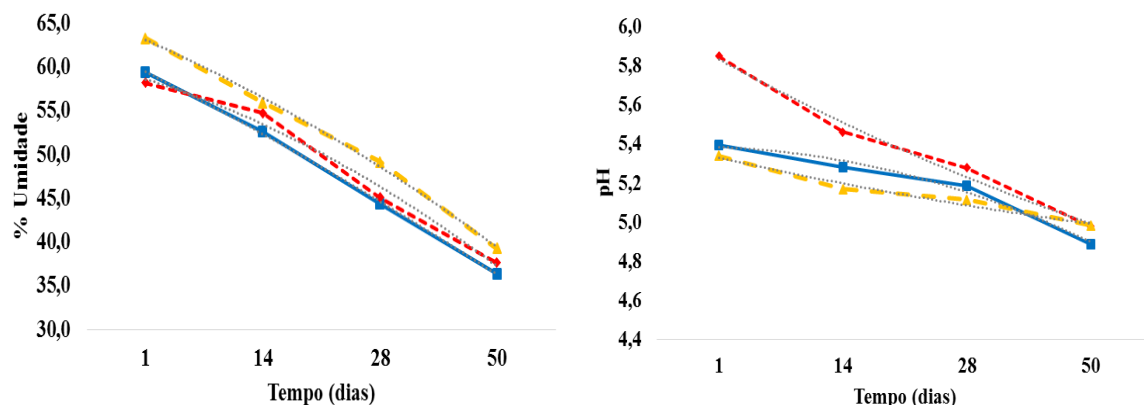 65,0
60,0
55,0
50,0
45,0
40,0
35,0
30,0
% Umidade
1 14 28 50
Tempo (dias)
6,0
5,8
5,6
5,4
5,2
5,0
4,8
4,6
4,4
pH
1 14 28 50
Tempo (dias)